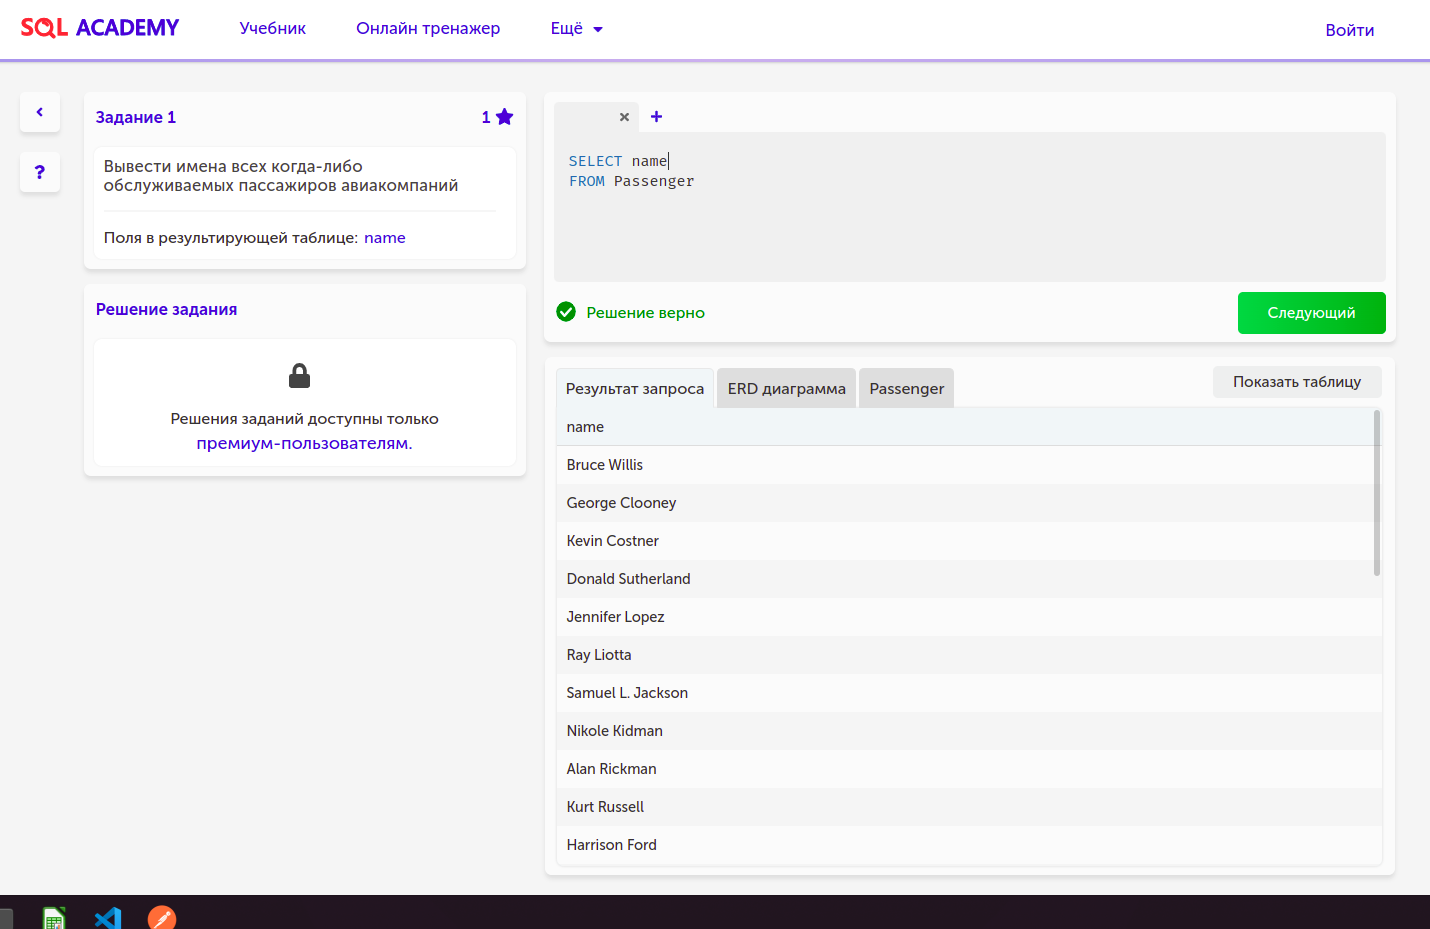 SQL ACADEMY
Учебник
Онлайн тренажер
Ещё
Войти
Задание 1
1
Вывести имена всех когда-либо
обслуживаемых пассажиров авиакомпаний
Поля в результирующей таблице: name
Решение задания
Решения заданий доступны только
премиум-пользователям.
?
SELECT name
FROM Passenger
Решение верно
Следующий
Результат запроса
ERD диаграмма
Passenger
Показать таблицу
name
Bruce Willis
George Clooney
Kevin Costner
Donald Sutherland
Jennifer Lopez
Ray Liotta
Samuel L. Jackson
Nikole Kidman
Alan Rickman
Kurt Russell
Harrison Ford